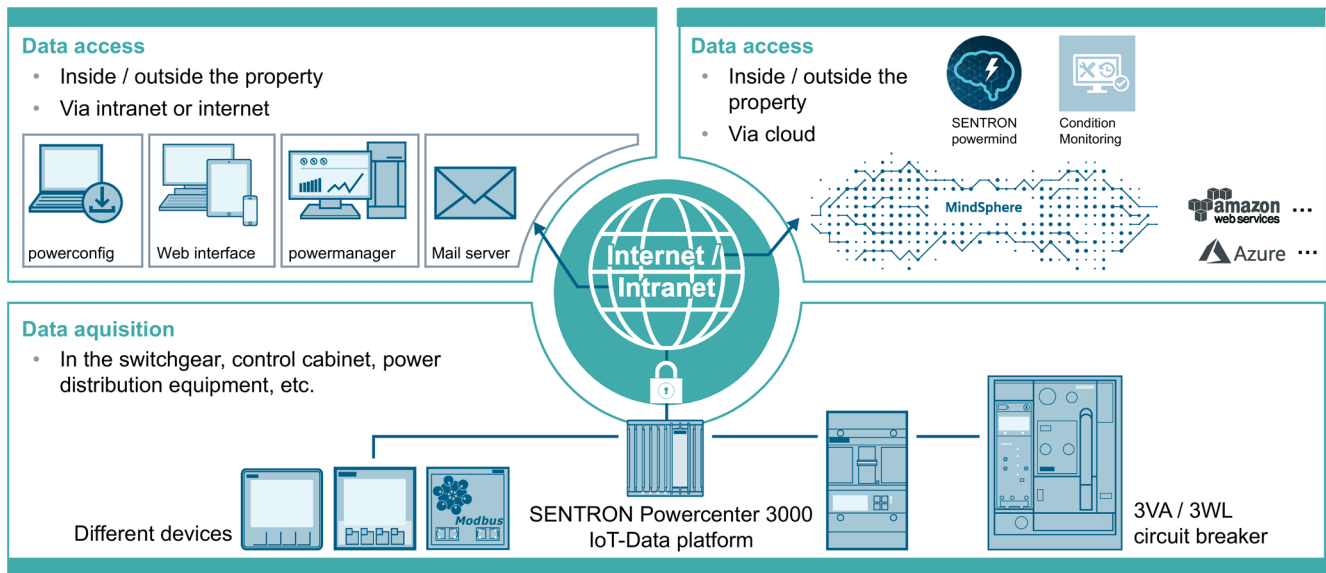 Data access
• Inside / outside the property
• Via intranet or internet
powerconfig
Web interface
powermanager
Mail server
Data access
• Inside / outside the
property
• Via cloud
SENTRON
powermind
Condition
Monitoring
MindSphere
amazon
web services
...
Azure
...
Internet /
Intranet
Data aquisition
• In the switchgear, control cabinet, power
distribution equipment, etc.
Different devices
Modbus
SENTRON Powercenter 3000
IoT-Data platform
3VA / 3WL
circuit breaker